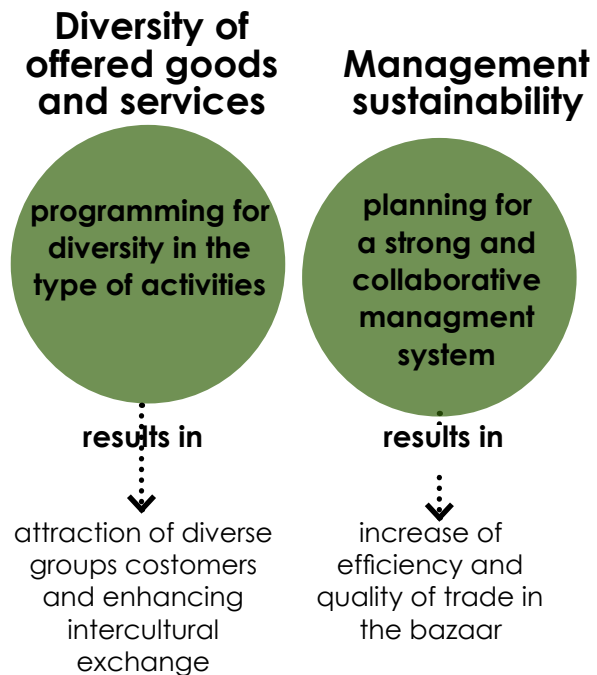 Diversity of
offered goods
and services
programming for
diversity in the
type of activities
results in
attraction of diverse
groups costomers
and enhancing
intercultural
exchange
Management
sustainability
planning for
a strong and
collaborative
managment
system
results in
increase of
efficiency and
quality of trade in
the bazaar